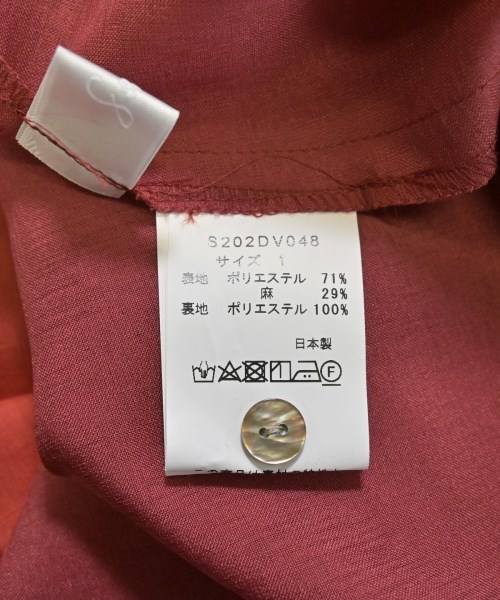 S202DV048
サイズ 1
表地 ポリエステル 71%
麻 29%
裏地 ポリエステル 100%
日本製
F